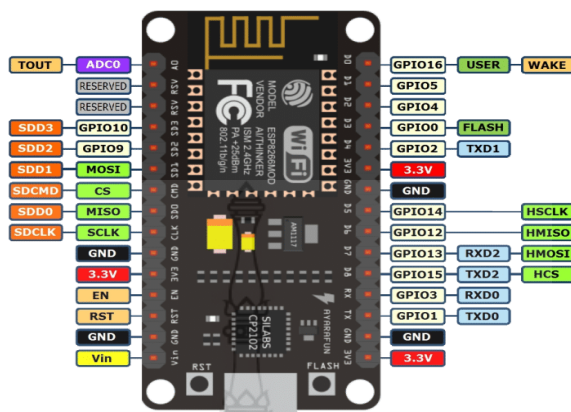 TOUT ADC0 A0 D0 GPIO16 USER WAKE
RESERVED RSV D1 GPIO5
RESERVED RSV D2 GPIO4
SDD3 GPIO10 SD3 D3 GPIO0 FLASH
SDD2 GPIO9 SD2 D4 GPIO2 TXD1
SDD1 MOSI SD1 3V3 3.3V
SDCMD CS CMD GND GND
SDD0 MISO SD0 D5 GPIO14 HSCLK
SDCLK SCLK CLK D6 GPIO12 HMISO
GND GND D7 GPIO13 RXD2 HMOSI
3.3V 3V3 D8 GPIO15 TXD2 HCS
EN EN RX GPIO3 RXD0
RST RST TX GPIO1 TXD0
GND GND GND GND
Vin Vin 3V3 3.3V
FC
MODEL ESP8266MOD
VENDOR AI/THINKER
ISM 2.4GHz
PA +25dBm
802.11b/g/n
WiFi
AM1117
SILABS
CP2102
AYARAFUN
RST FLASH